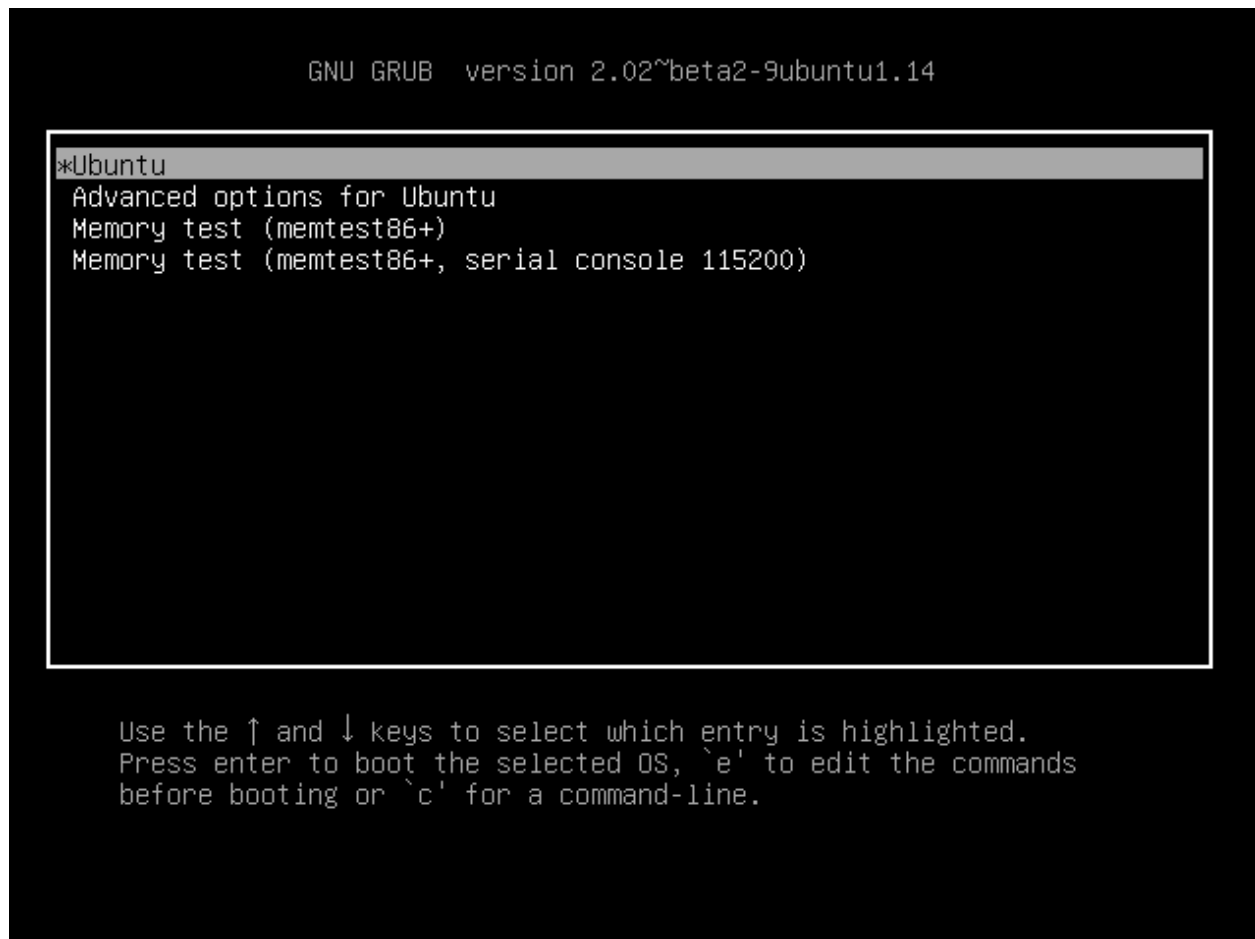 GNU GRUB  version 2.02~beta2-9ubuntu1.14
*Ubuntu
Advanced options for Ubuntu
Memory test (memtest86+)
Memory test (memtest86+, serial console 115200)
Use the ↑ and ↓ keys to select which entry is highlighted.
Press enter to boot the selected OS, `e' to edit the commands
before booting or `c' for a command-line.